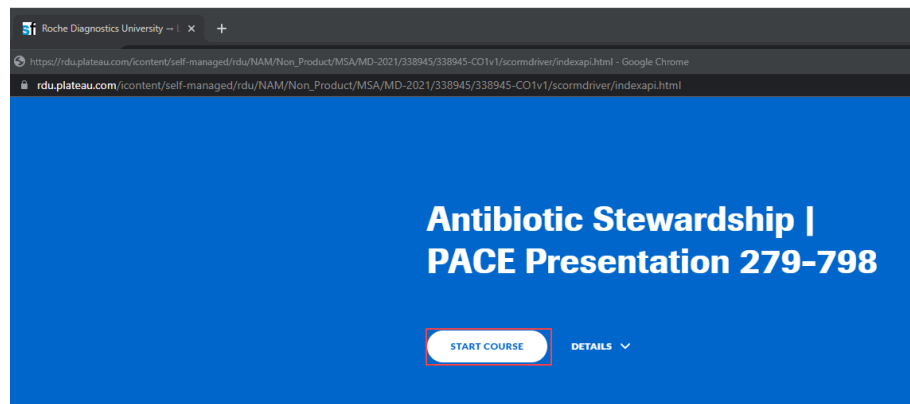 Roche Diagnostics University — L
https://rdu.plateau.com/icontent/self-managed/rdu/NAM/Non_Product/MSA/MD-2021/338945/338945-CO1v1/scormdriver/indexapi.html - Google Chrome
rdu.plateau.com/icontent/self-managed/rdu/NAM/Non_Product/MSA/MD-2021/338945/338945-CO1v1/scormdriver/indexapi.html
Antibiotic Stewardship |
PACE Presentation 279-798
START COURSE DETAILS